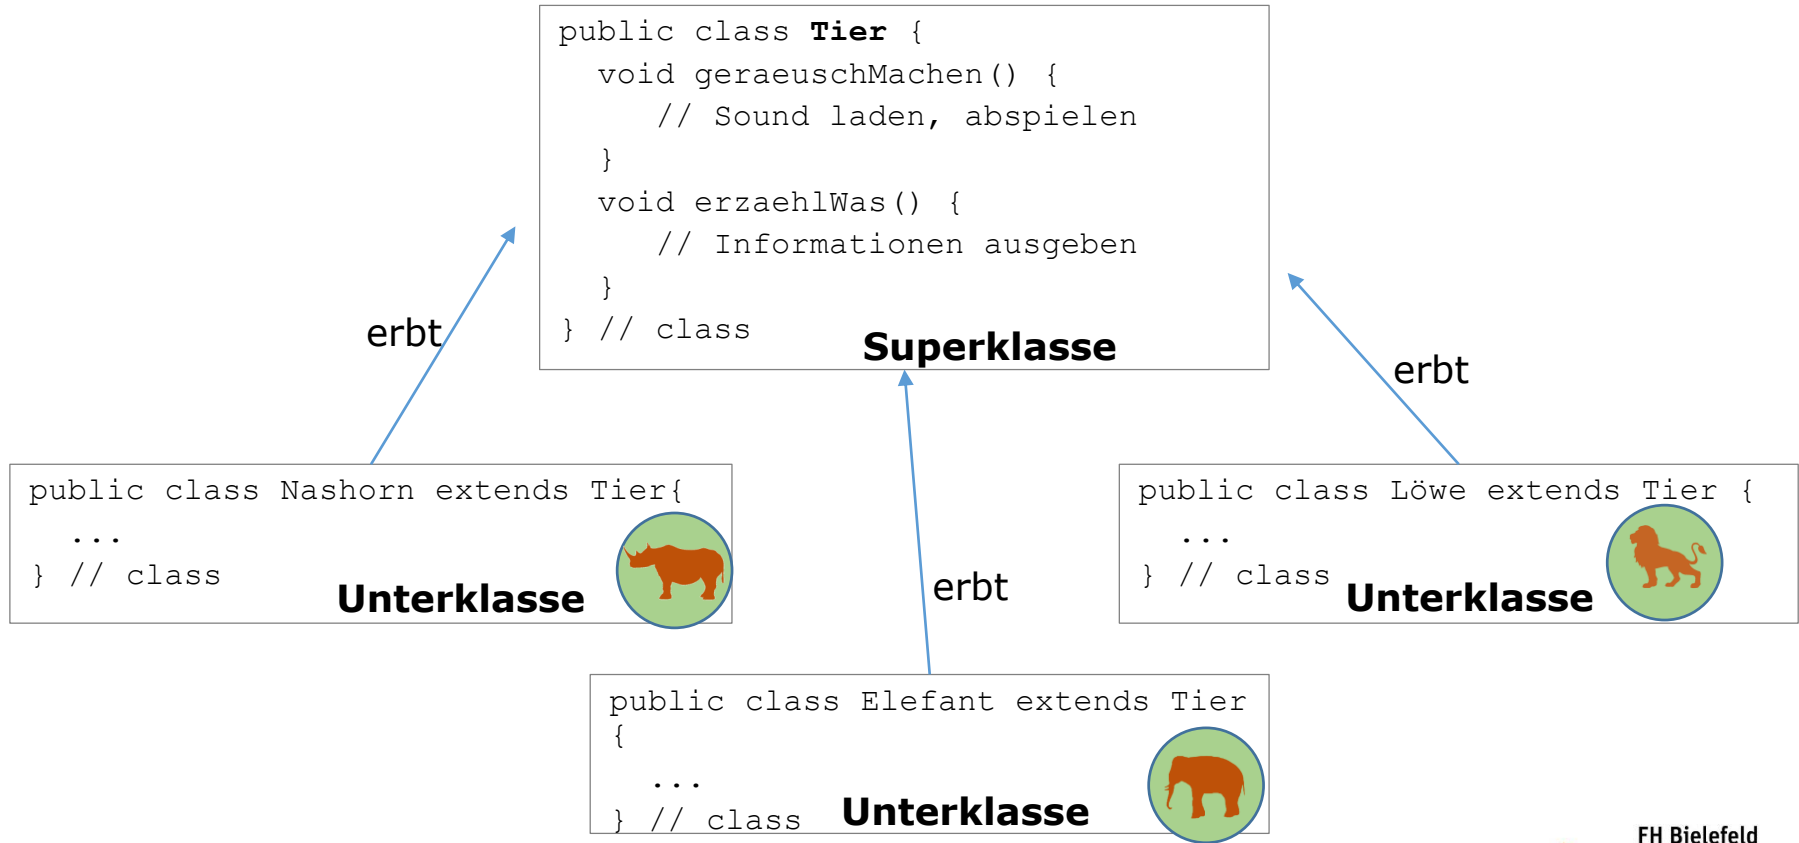 public class Tier {
void geraeuschMachen() {
// Sound laden, abspielen
}
void erzaehlWas() {
// Informationen ausgeben
}
} // class
Superklasse
erbt
erbt
erbt
public class Nashorn extends Tier{
...
} // class
Unterklasse
public class Löwe extends Tier {
...
} // class
Unterklasse
public class Elefant extends Tier
{
...
} // class
Unterklasse
FH Bielefeld